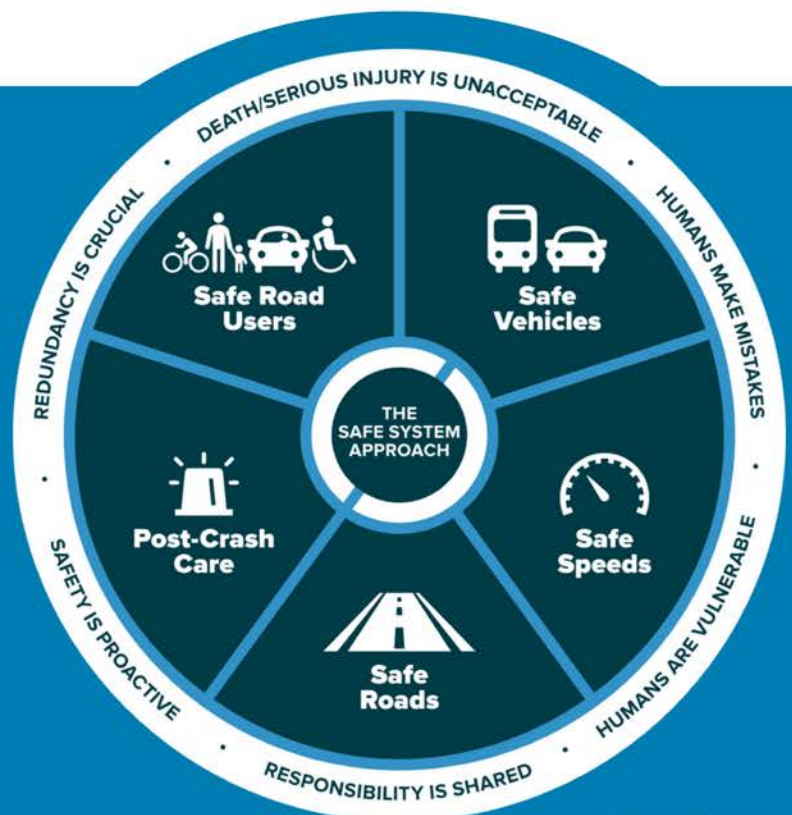 DEATH/SERIOUS INJURY IS UNACCEPTABLE
HUMANS MAKE MISTAKES
HUMANS ARE VULNERABLE
RESPONSIBILITY IS SHARED
SAFETY IS PROACTIVE
REDUNDANCY IS CRUCIAL
Safe Road
Users
Safe
Vehicles
THE
SAFE SYSTEM
APPROACH
Post-Crash
Care
Safe
Speeds
Safe
Roads